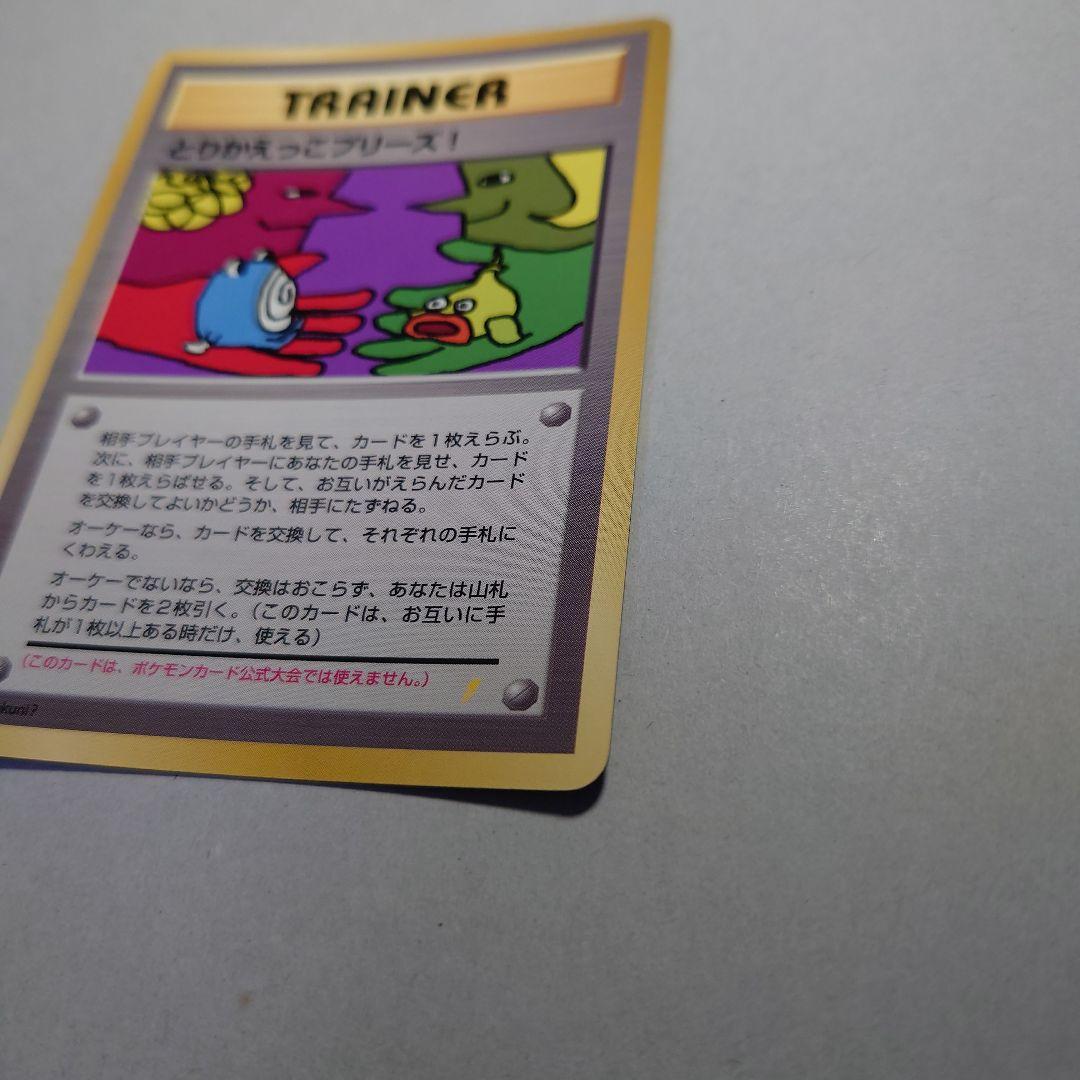 TRAINER
とりかえっこプリーズ！
相手プレイヤーの手札を見て、カードを１枚えらぶ。
次に、相手プレイヤーにあなたの手札を見せ、カード
を１枚えらばせる。そして、お互いがえらんだカード
を交換してよいかどうか、相手にたずねる。
オーケーなら、カードを交換して、それぞれの手札に
くわえる。
オーケーでないなら、交換はおこらず、あなたは山札
からカードを２枚引く。（このカードは、お互いに手
札が１枚以上ある時だけ、使える）
（このカードは、ポケモンカード公式大会では使えません。）